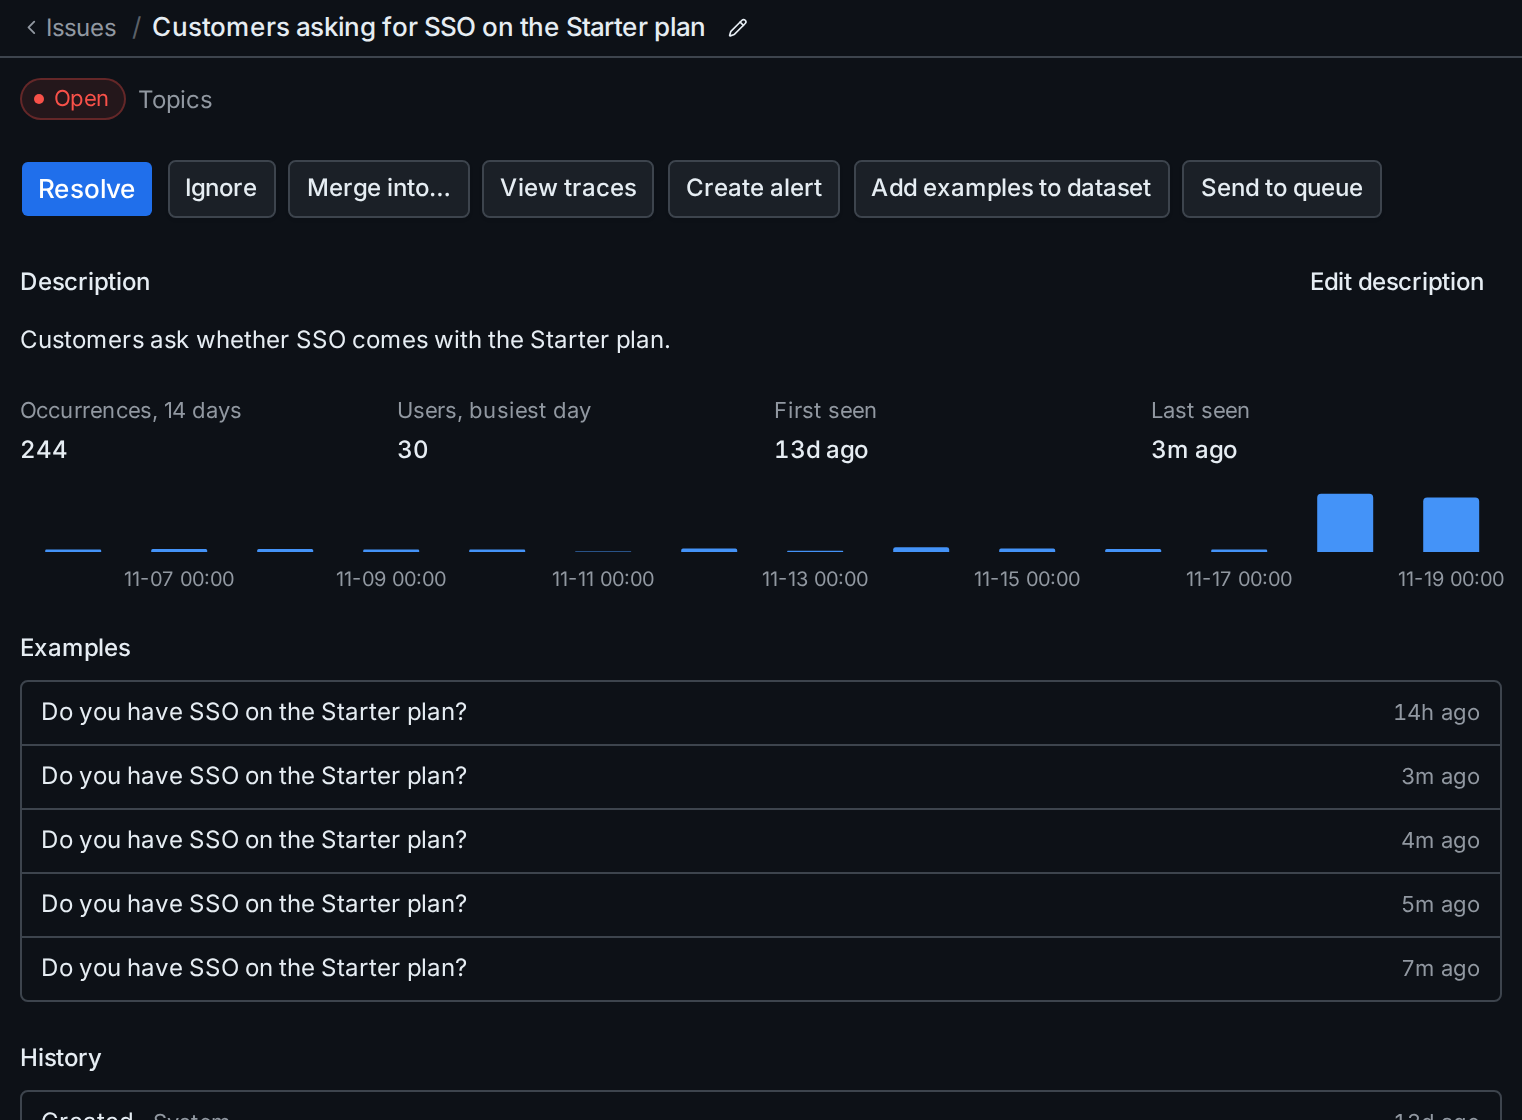 Issues / Customers asking for SSO on the Starter plan
Open Topics
Resolve Ignore Merge into... View traces Create alert Add examples to dataset Send to queue
Description Edit description
Customers ask whether SSO comes with the Starter plan.
Occurrences, 14 days Users, busiest day First seen Last seen
244 30 13d ago 3m ago
11-07 00:00 11-09 00:00 11-11 00:00 11-13 00:00 11-15 00:00 11-17 00:00 11-19 00:00
Examples
Do you have SSO on the Starter plan? 14h ago
Do you have SSO on the Starter plan? 3m ago
Do you have SSO on the Starter plan? 4m ago
Do you have SSO on the Starter plan? 5m ago
Do you have SSO on the Starter plan? 7m ago
History
Created System 13d ago